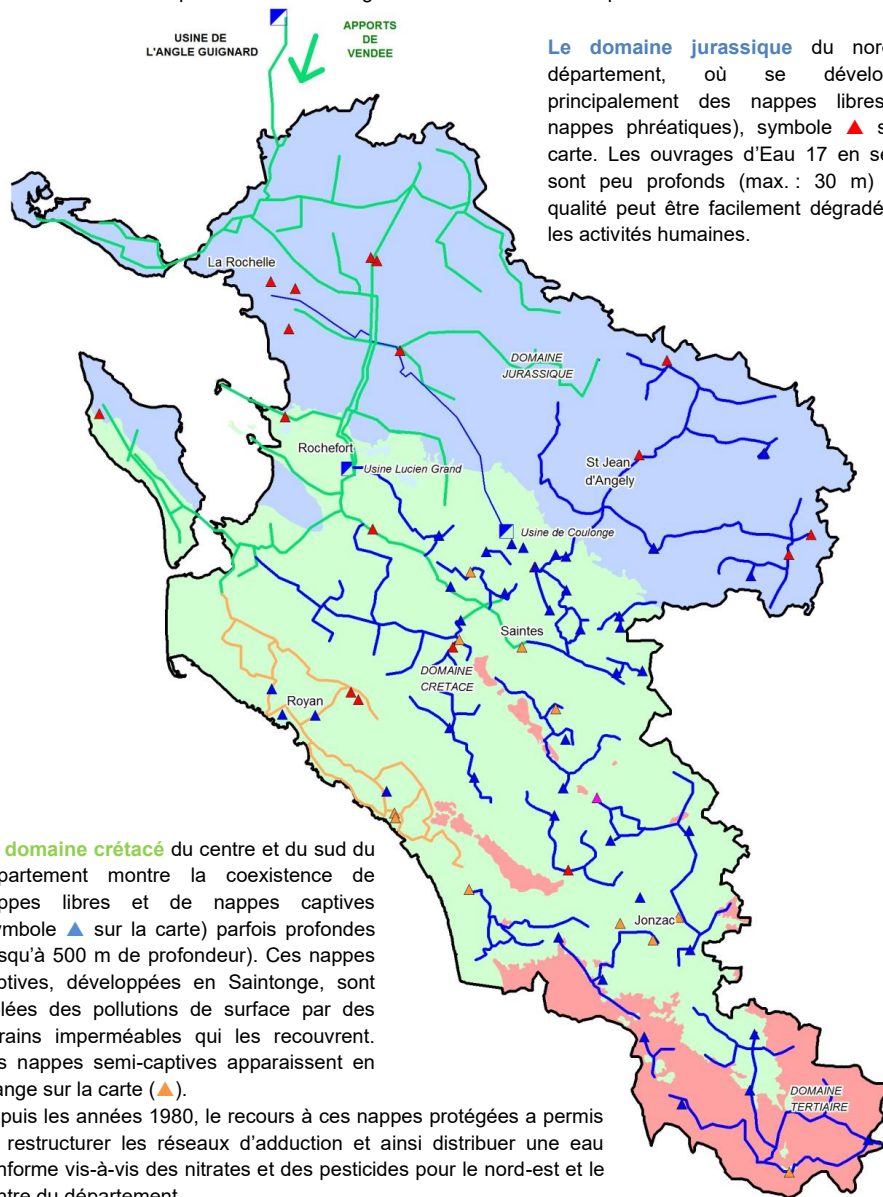 USINE DE
L'ANGLE GUIGNARD
APPORTS
DE
VENDEE
Le domaine jurassique du nor
département, où se dévelo
principalement des nappes libres
nappes phréatiques), symbole ▲ s
carte. Les ouvrages d'Eau 17 en se
sont peu profonds (max. : 30 m)
qualité peut être facilement dégradé
les activités humaines.
La Rochelle
DOMAINE
JURASSIQUE
Rochefort
Usine Lucien Grand
St Jean
d'Angely
Usine de Coulonge
Saintes
DOMAINE
CRETACE
Royan
Jonzac
DOMAINE
TERTIAIRE
domaine crétacé du centre et du sud du
partement montre la coexistence de
ppes libres et de nappes captives
ymbole ▲ sur la carte) parfois profondes
squ'à 500 m de profondeur). Ces nappes
ptives, développées en Saintonge, sont
lées des pollutions de surface par des
rains imperméables qui les recouvrent.
s nappes semi-captives apparaissent en
ange sur la carte (▲).
puis les années 1980, le recours à ces nappes protégées a permis
restructurer les réseaux d'adduction et ainsi distribuer une eau
nforme vis-à-vis des nitrates et des pesticides pour le nord-est et le
ntre du département